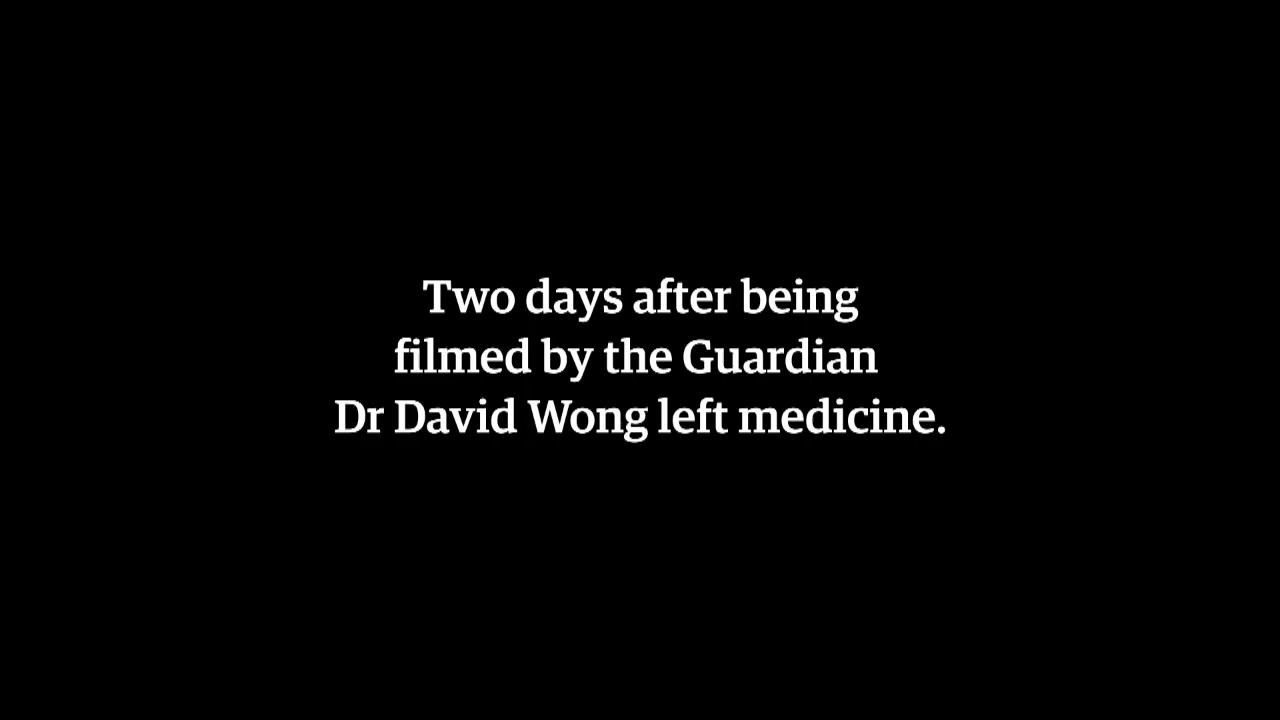 Two days after being
filmed by the Guardian
Dr David Wong left medicine.